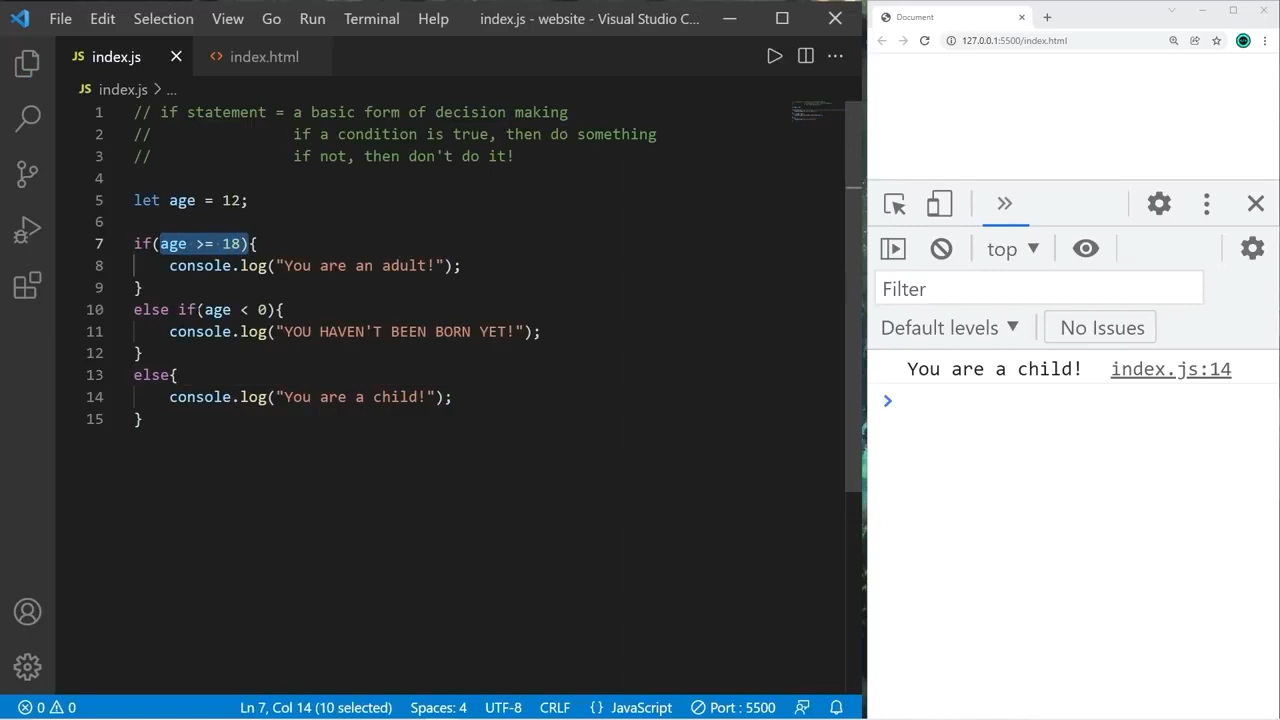 File Edit Selection View Go Run Terminal Help index.js - website - Visual Studio C...
JS index.js <> index.html
JS index.js > ...
1 // if statement = a basic form of decision making
2 // if a condition is true, then do something
3 // if not, then don't do it!
4
5 let age = 12;
6
7 if(age >= 18){
8 console.log("You are an adult!");
9 }
10 else if(age < 0){
11 console.log("YOU HAVEN'T BEEN BORN YET!");
12 }
13 else{
14 console.log("You are a child!");
15 }
0 0 Ln 7, Col 14 (10 selected) Spaces: 4 UTF-8 CRLF {} JavaScript Port : 5500
Document
127.0.0.1:5500/index.html
top
Filter
Default levels No Issues
You are a child! index.js:14